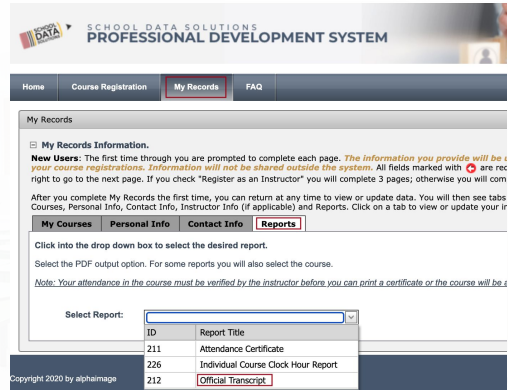 SCHOOL DATA SOLUTIONS
SCHOOL DATA SOLUTIONS
PROFESSIONAL DEVELOPMENT SYSTEM
Home Course Registration My Records FAQ
My Records
My Records Information.
New Users: The first time through you are prompted to complete each page. The information you provide will be
your course registrations. Information will not be shared outside the system. All fields marked with are
right to go to the next page. If you check "Register as an Instructor" you will complete 3 pages; otherwise you will
After you complete My Records the first time, you can return at any time to view or update data. You will then see tabs
Courses, Personal Info, Contact Info, Instructor Info (if applicable) and Reports. Click on a tab to view or update your
My Courses Personal Info Contact Info Reports
Click into the drop down box to select the desired report.
Select the PDF output option. For some reports you will also select the course.
Note: Your attendance in the course must be verified by the instructor before you can print a certificate or the course will be
Select Report:
ID Report Title
211 Attendance Certificate
226 Individual Course Clock Hour Report
212 Official Transcript
Copyright 2020 by alphaimage